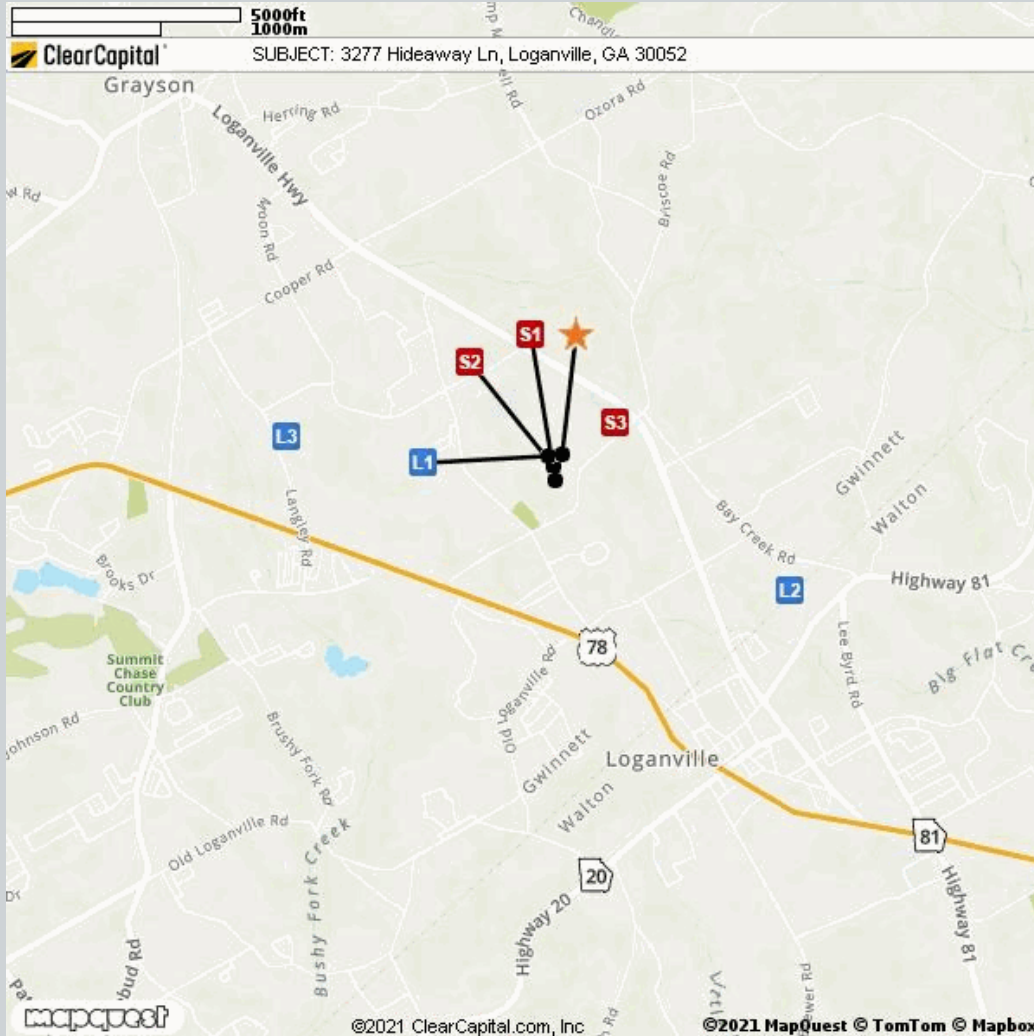 5000ft
1000m
ClearCapital
SUBJECT: 3277 Hideaway Ln, Loganville, GA 30052
Grayson
Herring Rd
Ozora Rd
Loganville Hwy
Briscoe Rd
Moon Rd
Cooper Rd
S1
S2
S3
L3
L1
Langley Rd
Gwinnett
Walton
Bay Creek Rd
Brooks Dr
L2
Highway 81
Lee Byrd Rd
78
Summit
Chase
Country
Club
Big Flat
Old Loganville Rd
Johnson Rd
Brushy Fork Rd
Gwinnett
Loganville
Walton
Old Loganville Rd
Bushy Fork Creek
81
20
Highway 20
Highway 81
mapquest
©2021 ClearCapital.com, Inc
©2021 MapQuest © TomTom © Mapbox